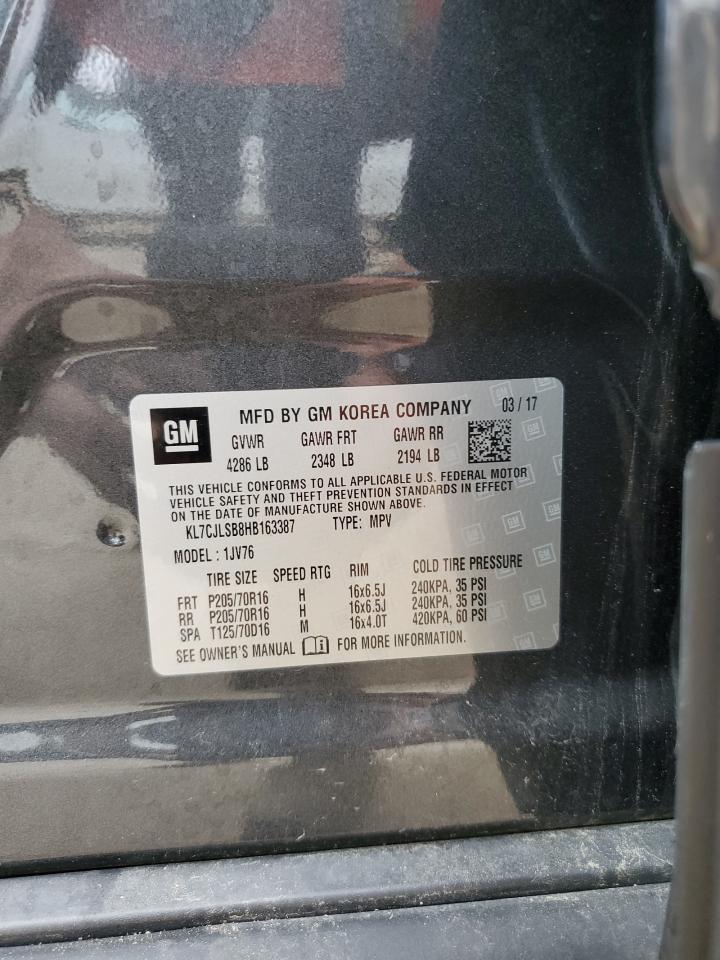 GM
MFD BY GM KOREA COMPANY 03 / 17
GVWR GAWR FRT GAWR RR
4286 LB 2348 LB 2194 LB
THIS VEHICLE CONFORMS TO ALL APPLICABLE U.S. FEDERAL MOTOR
VEHICLE SAFETY AND THEFT PREVENTION STANDARDS IN EFFECT
ON THE DATE OF MANUFACTURE SHOWN ABOVE.
KL7CJLSB8HB163387 TYPE: MPV
MODEL : 1JV76
TIRE SIZE SPEED RTG RIM COLD TIRE PRESSURE
FRT P205/70R16 H 16x6.5J 240KPA, 35 PSI
RR P205/70R16 H 16x6.5J 240KPA, 35 PSI
SPA T125/70D16 M 16x4.0T 420KPA, 60 PSI
SEE OWNER'S MANUAL FOR MORE INFORMATION.